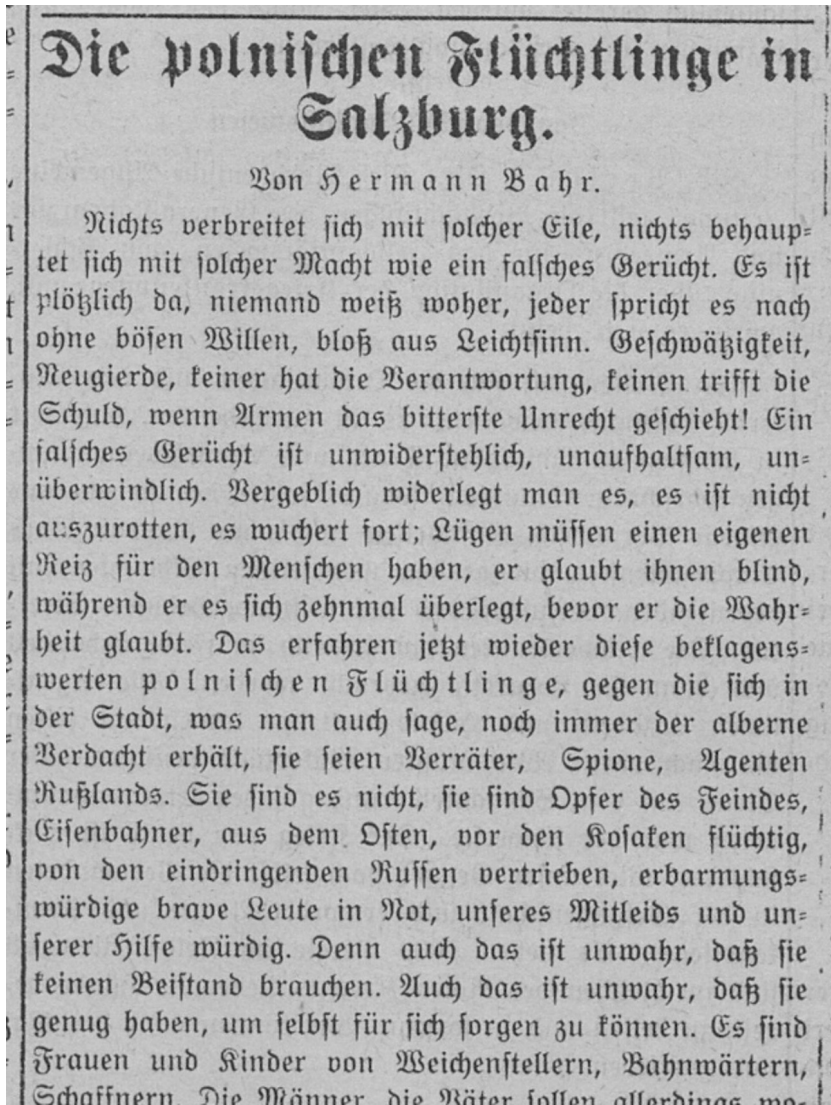 Die polnischen Flüchtlinge in
Salzburg.
Von Hermann Bahr.
Nichts verbreitet sich mit solcher Eile, nichts behaup-
tet sich mit solcher Macht wie ein falsches Gerücht. Es ist
plötzlich da, niemand weiß woher, jeder spricht es nach
ohne bösen Willen, bloß aus Leichtsinn. Geschwätzigkeit,
Neugierde, keiner hat die Verantwortung, keinen trifft die
Schuld, wenn Armen das bitterste Unrecht geschieht! Ein
falsches Gerücht ist unwiderstehlich, unaufhaltsam, un-
überwindlich. Vergeblich widerlegt man es, es ist nicht
auszurotten, es wuchert fort; Lügen müssen einen eigenen
Reiz für den Menschen haben, er glaubt ihnen blind,
während er es sich zehnmal überlegt, bevor er die Wahr-
heit glaubt. Das erfahren jetzt wieder diese beklagens-
werten polnischen Flüchtlinge, gegen die sich in
der Stadt, was man auch sage, noch immer der alberne
Verdacht erhält, sie seien Verräter, Spione, Agenten
Rußlands. Sie sind es nicht, sie sind Opfer des Feindes,
Eisenbahner, aus dem Osten, vor den Kosaken flüchtig,
von den eindringenden Russen vertrieben, erbarmungs-
würdige brave Leute in Not, unseres Mitleids und un-
serer Hilfe würdig. Denn auch das ist unwahr, daß sie
keinen Beistand brauchen. Auch das ist unwahr, daß sie
genug haben, um selbst für sich sorgen zu können. Es sind
Frauen und Kinder von Weichenstellern, Bahnwärtern,
Schaffnern. Die Männer, die Väter sollen allerdings wo-